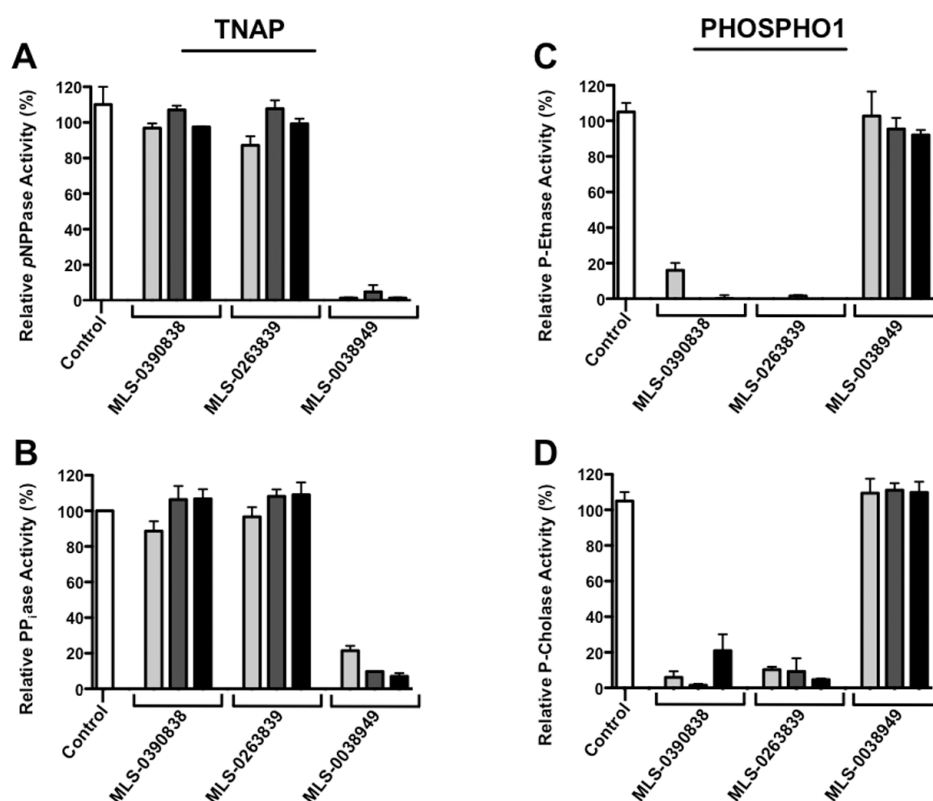 TNAP
PHOSPHO1
A
Relative pNPPase Activity (%)
120
100
80
60
40
20
0
Control
MLS-0390838
MLS-0263839
MLS-0038949
C
Relative P-Etnase Activity (%)
120
100
80
60
40
20
0
Control
MLS-0390838
MLS-0263839
MLS-0038949
B
Relative PPiase Activity (%)
120
100
80
60
40
20
0
Control
MLS-0390838
MLS-0263839
MLS-0038949
D
Relative P-Cholase Activity (%)
120
100
80
60
40
20
0
Control
MLS-0390838
MLS-0263839
MLS-0038949